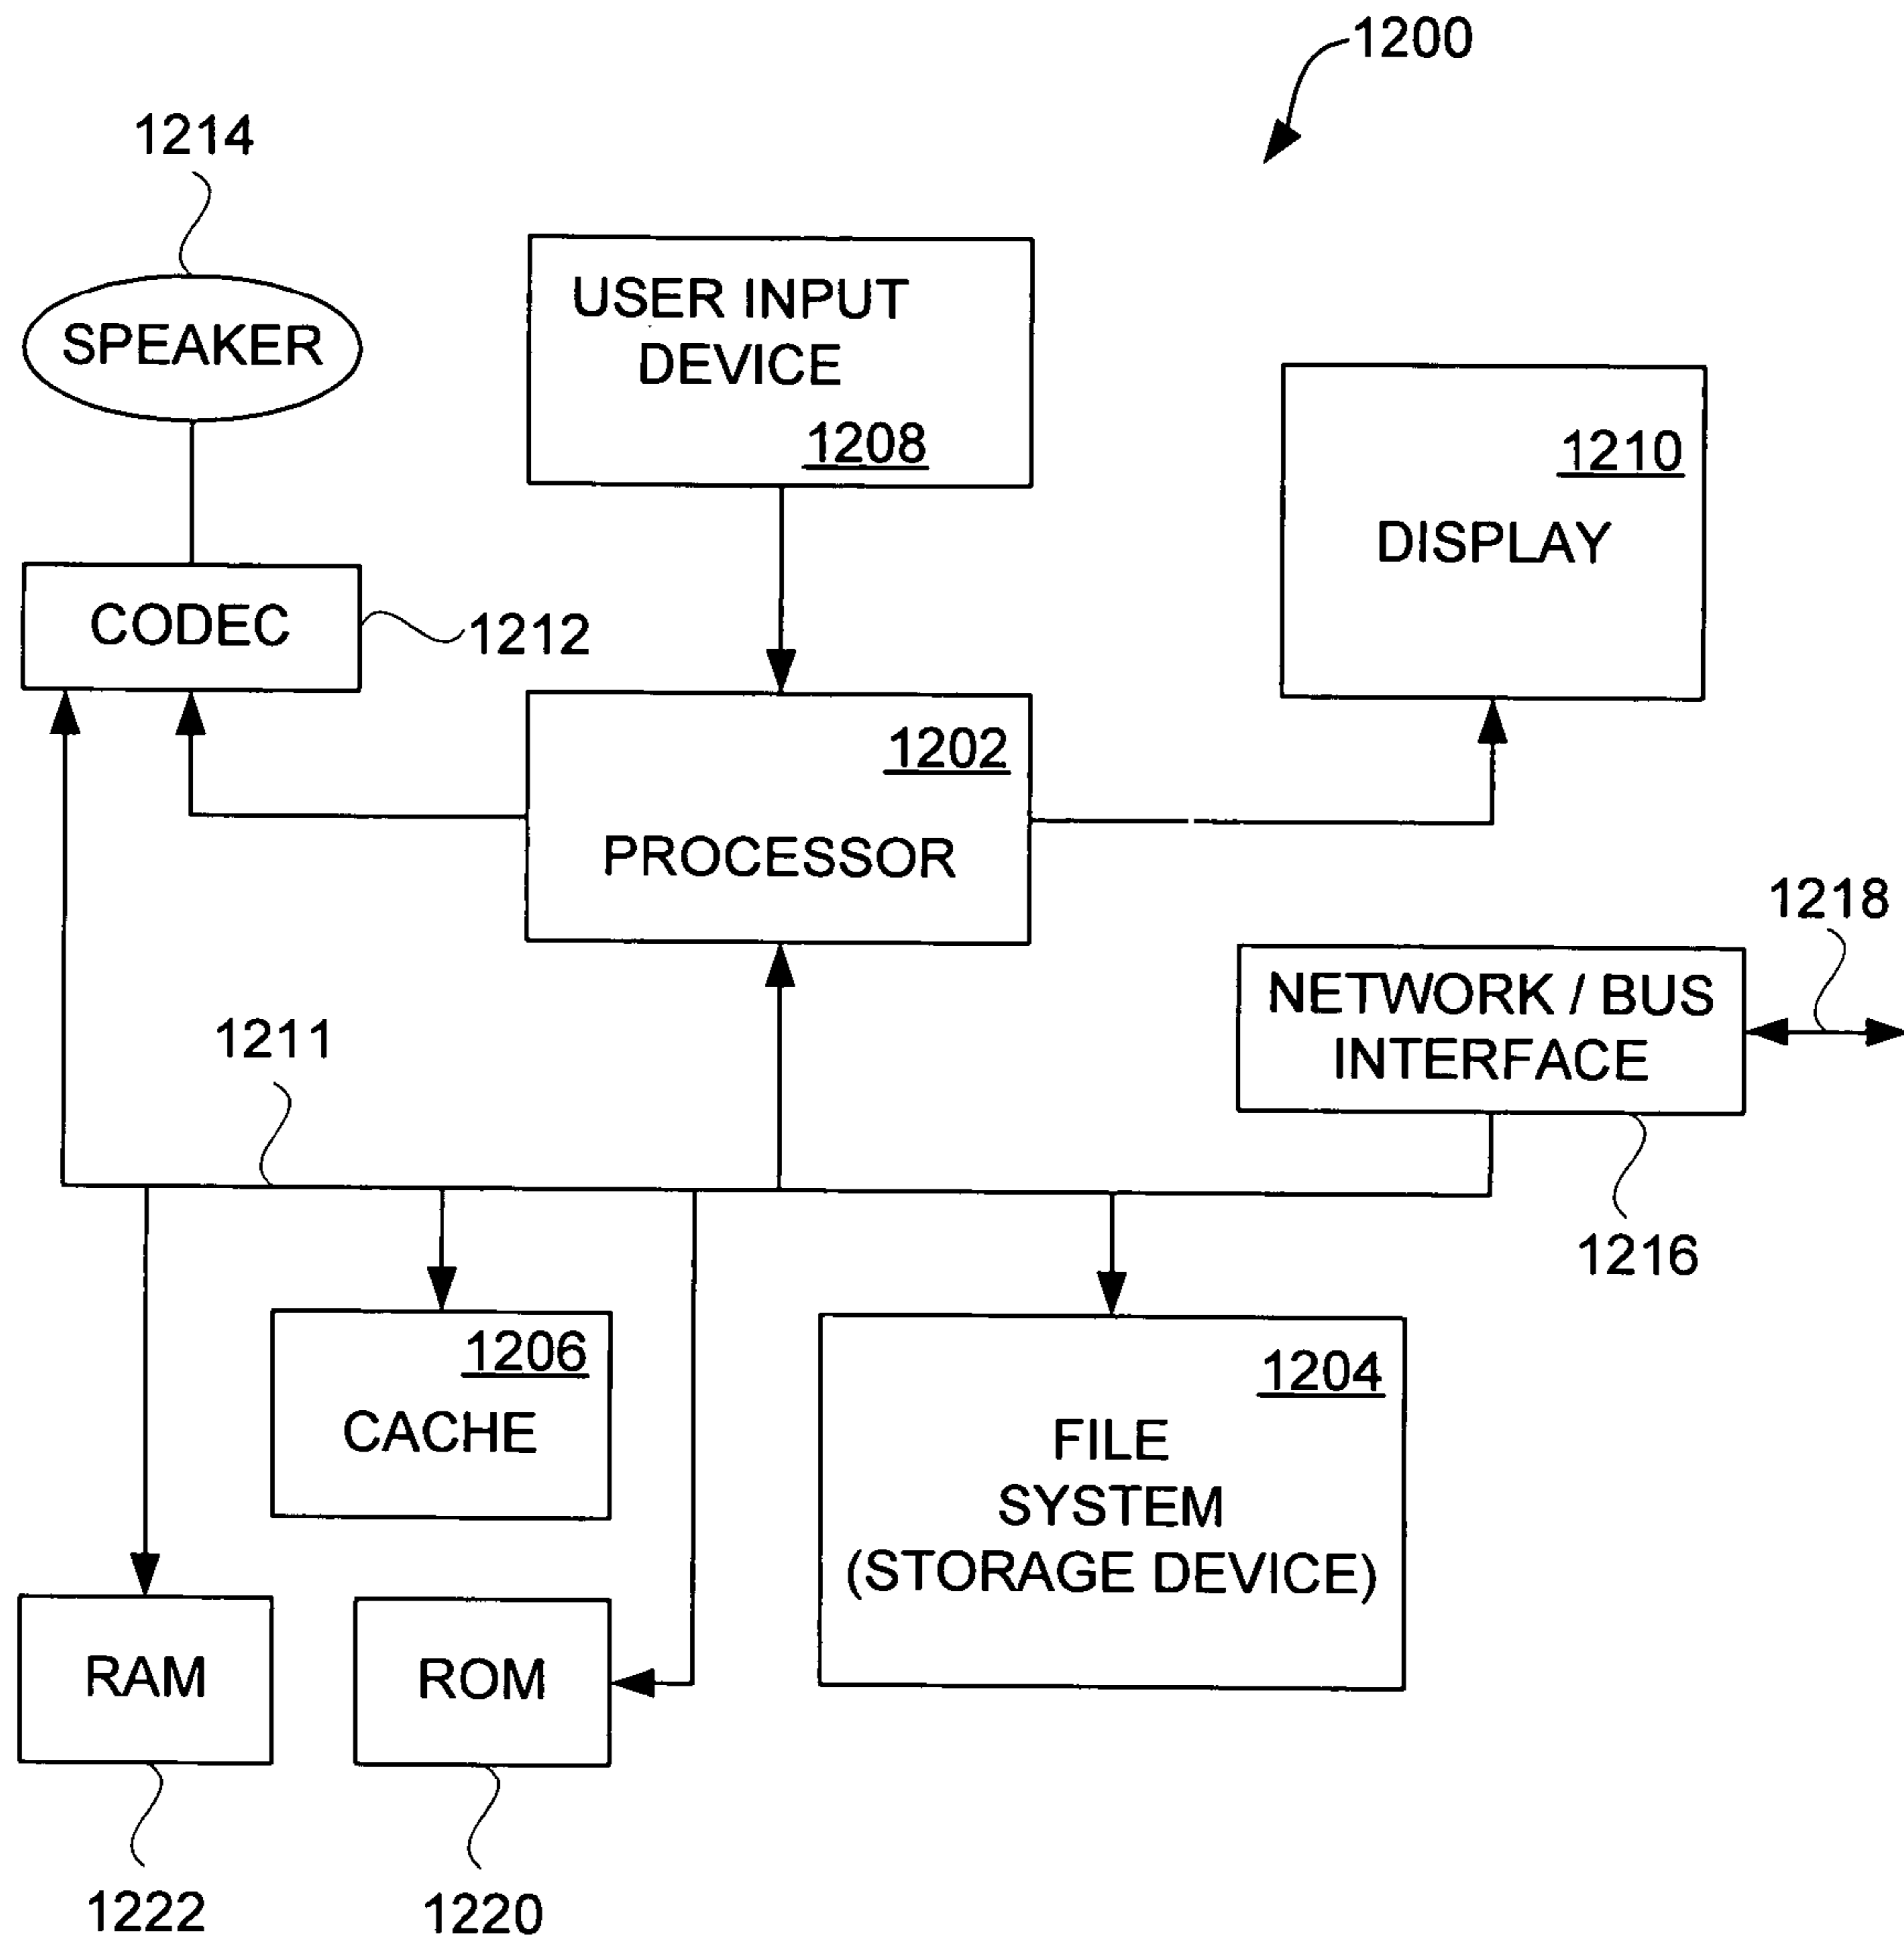 1200
1214
SPEAKER
USER INPUT
DEVICE
1208
1210
DISPLAY
CODEC
1212
1202
PROCESSOR
1218
NETWORK / BUS
INTERFACE
1211
1216
1206
CACHE
1204
FILE
SYSTEM
(STORAGE DEVICE)
RAM
ROM
1222
1220